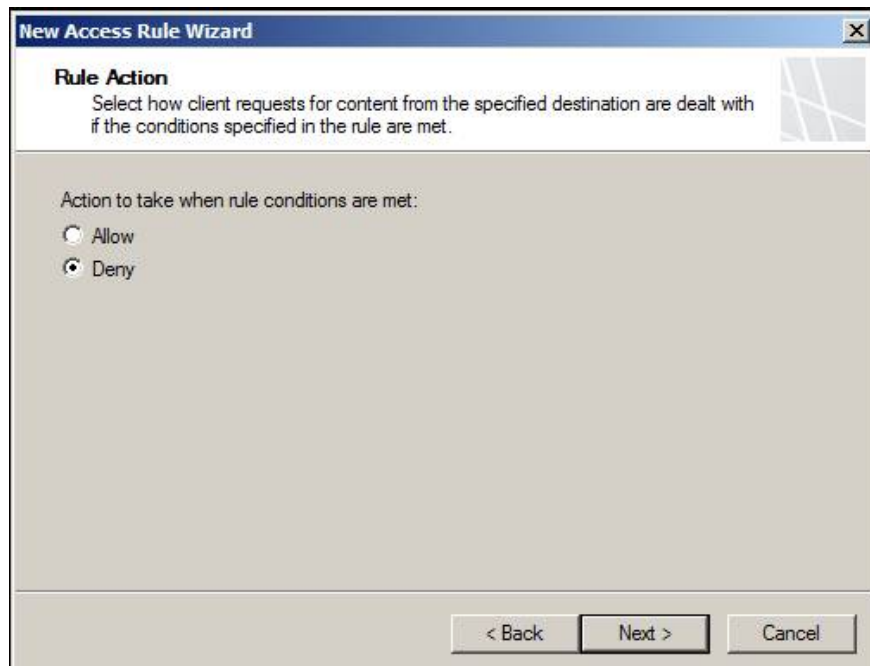 New Access Rule Wizard
Rule Action
Select how client requests for content from the specified destination are dealt with
if the conditions specified in the rule are met.
Action to take when rule conditions are met:
Allow
Deny
< Back Next > Cancel